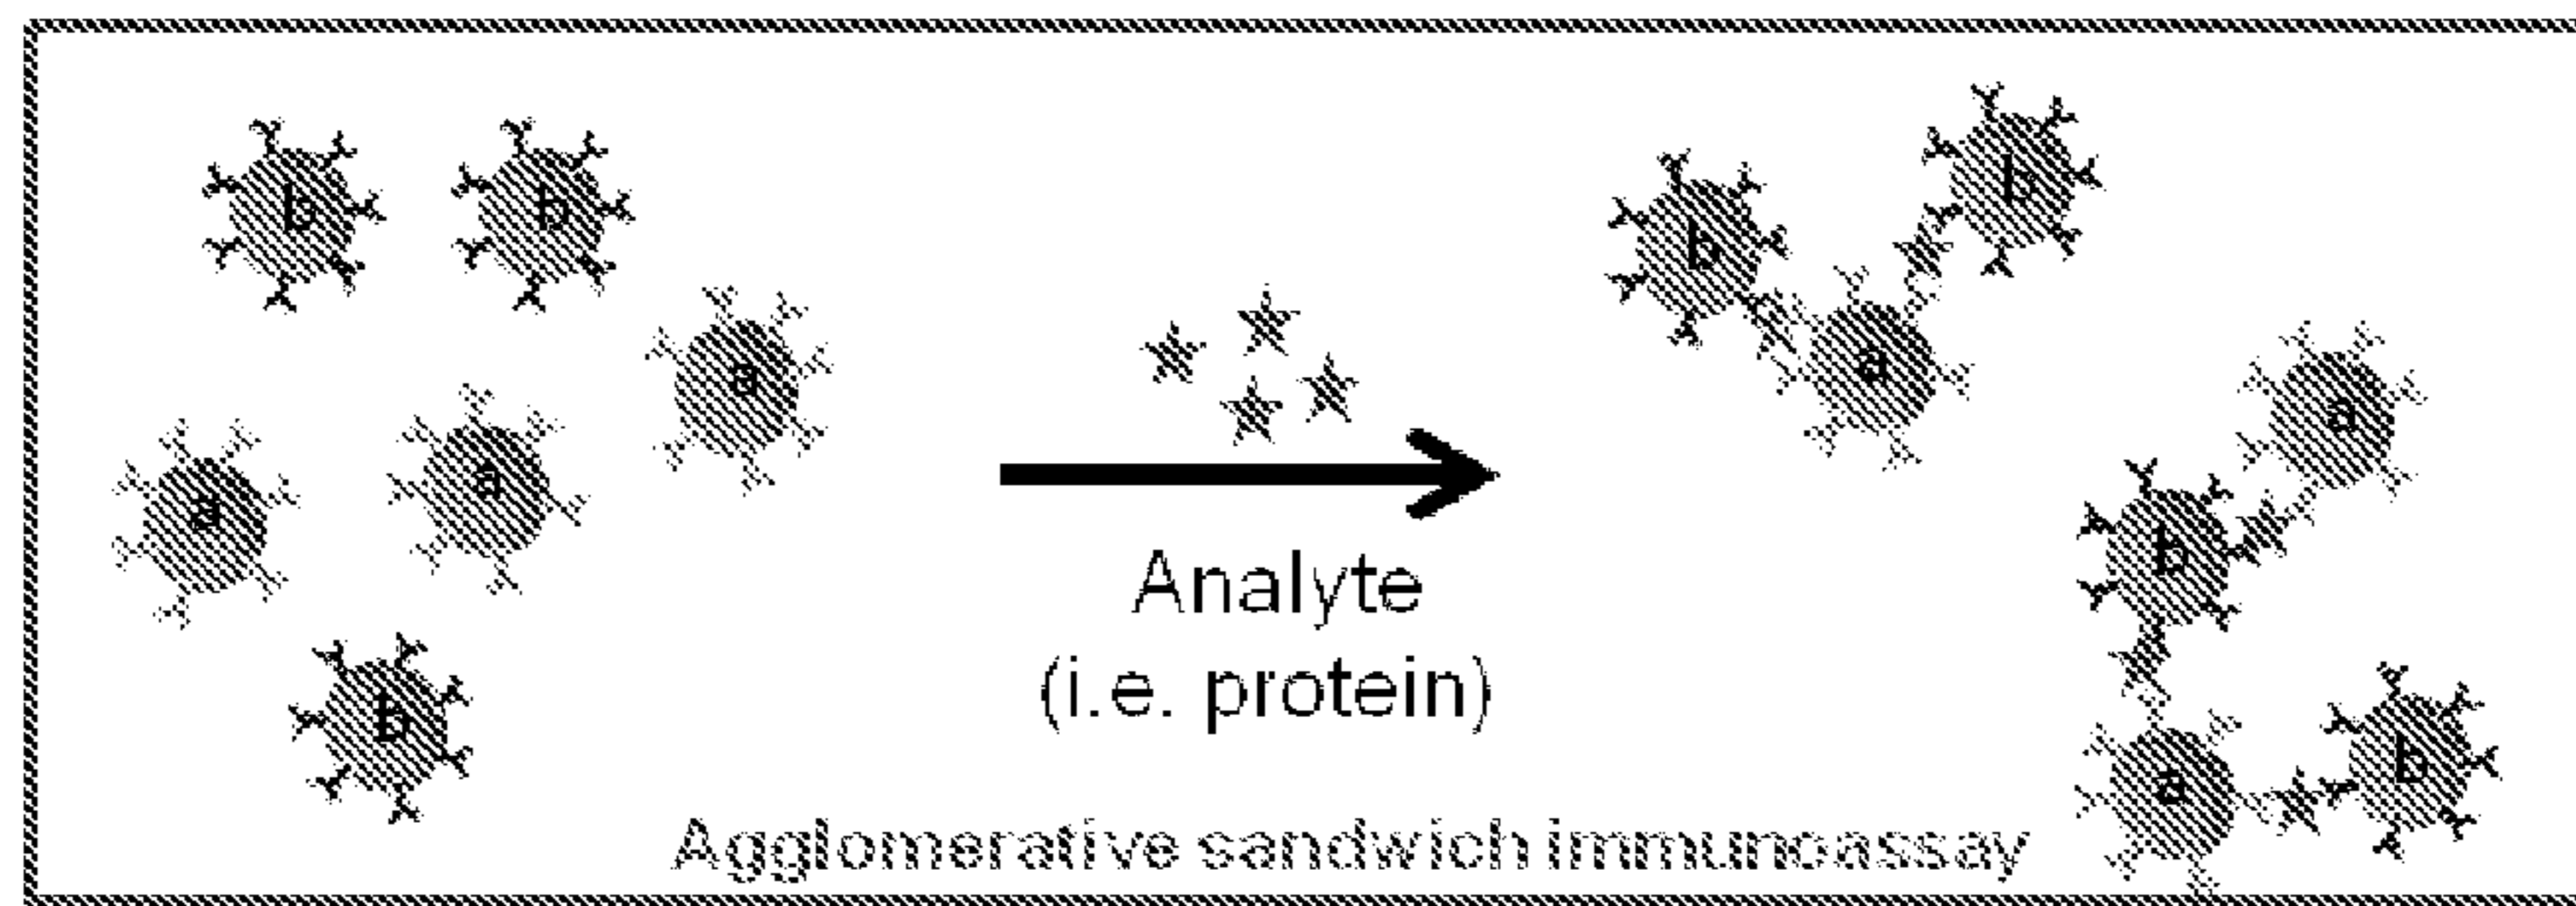 b b
a
a a
b
Analyte
(i.e. protein)
b b
a
a
b
a b
Agglomerative sandwich immunoassay